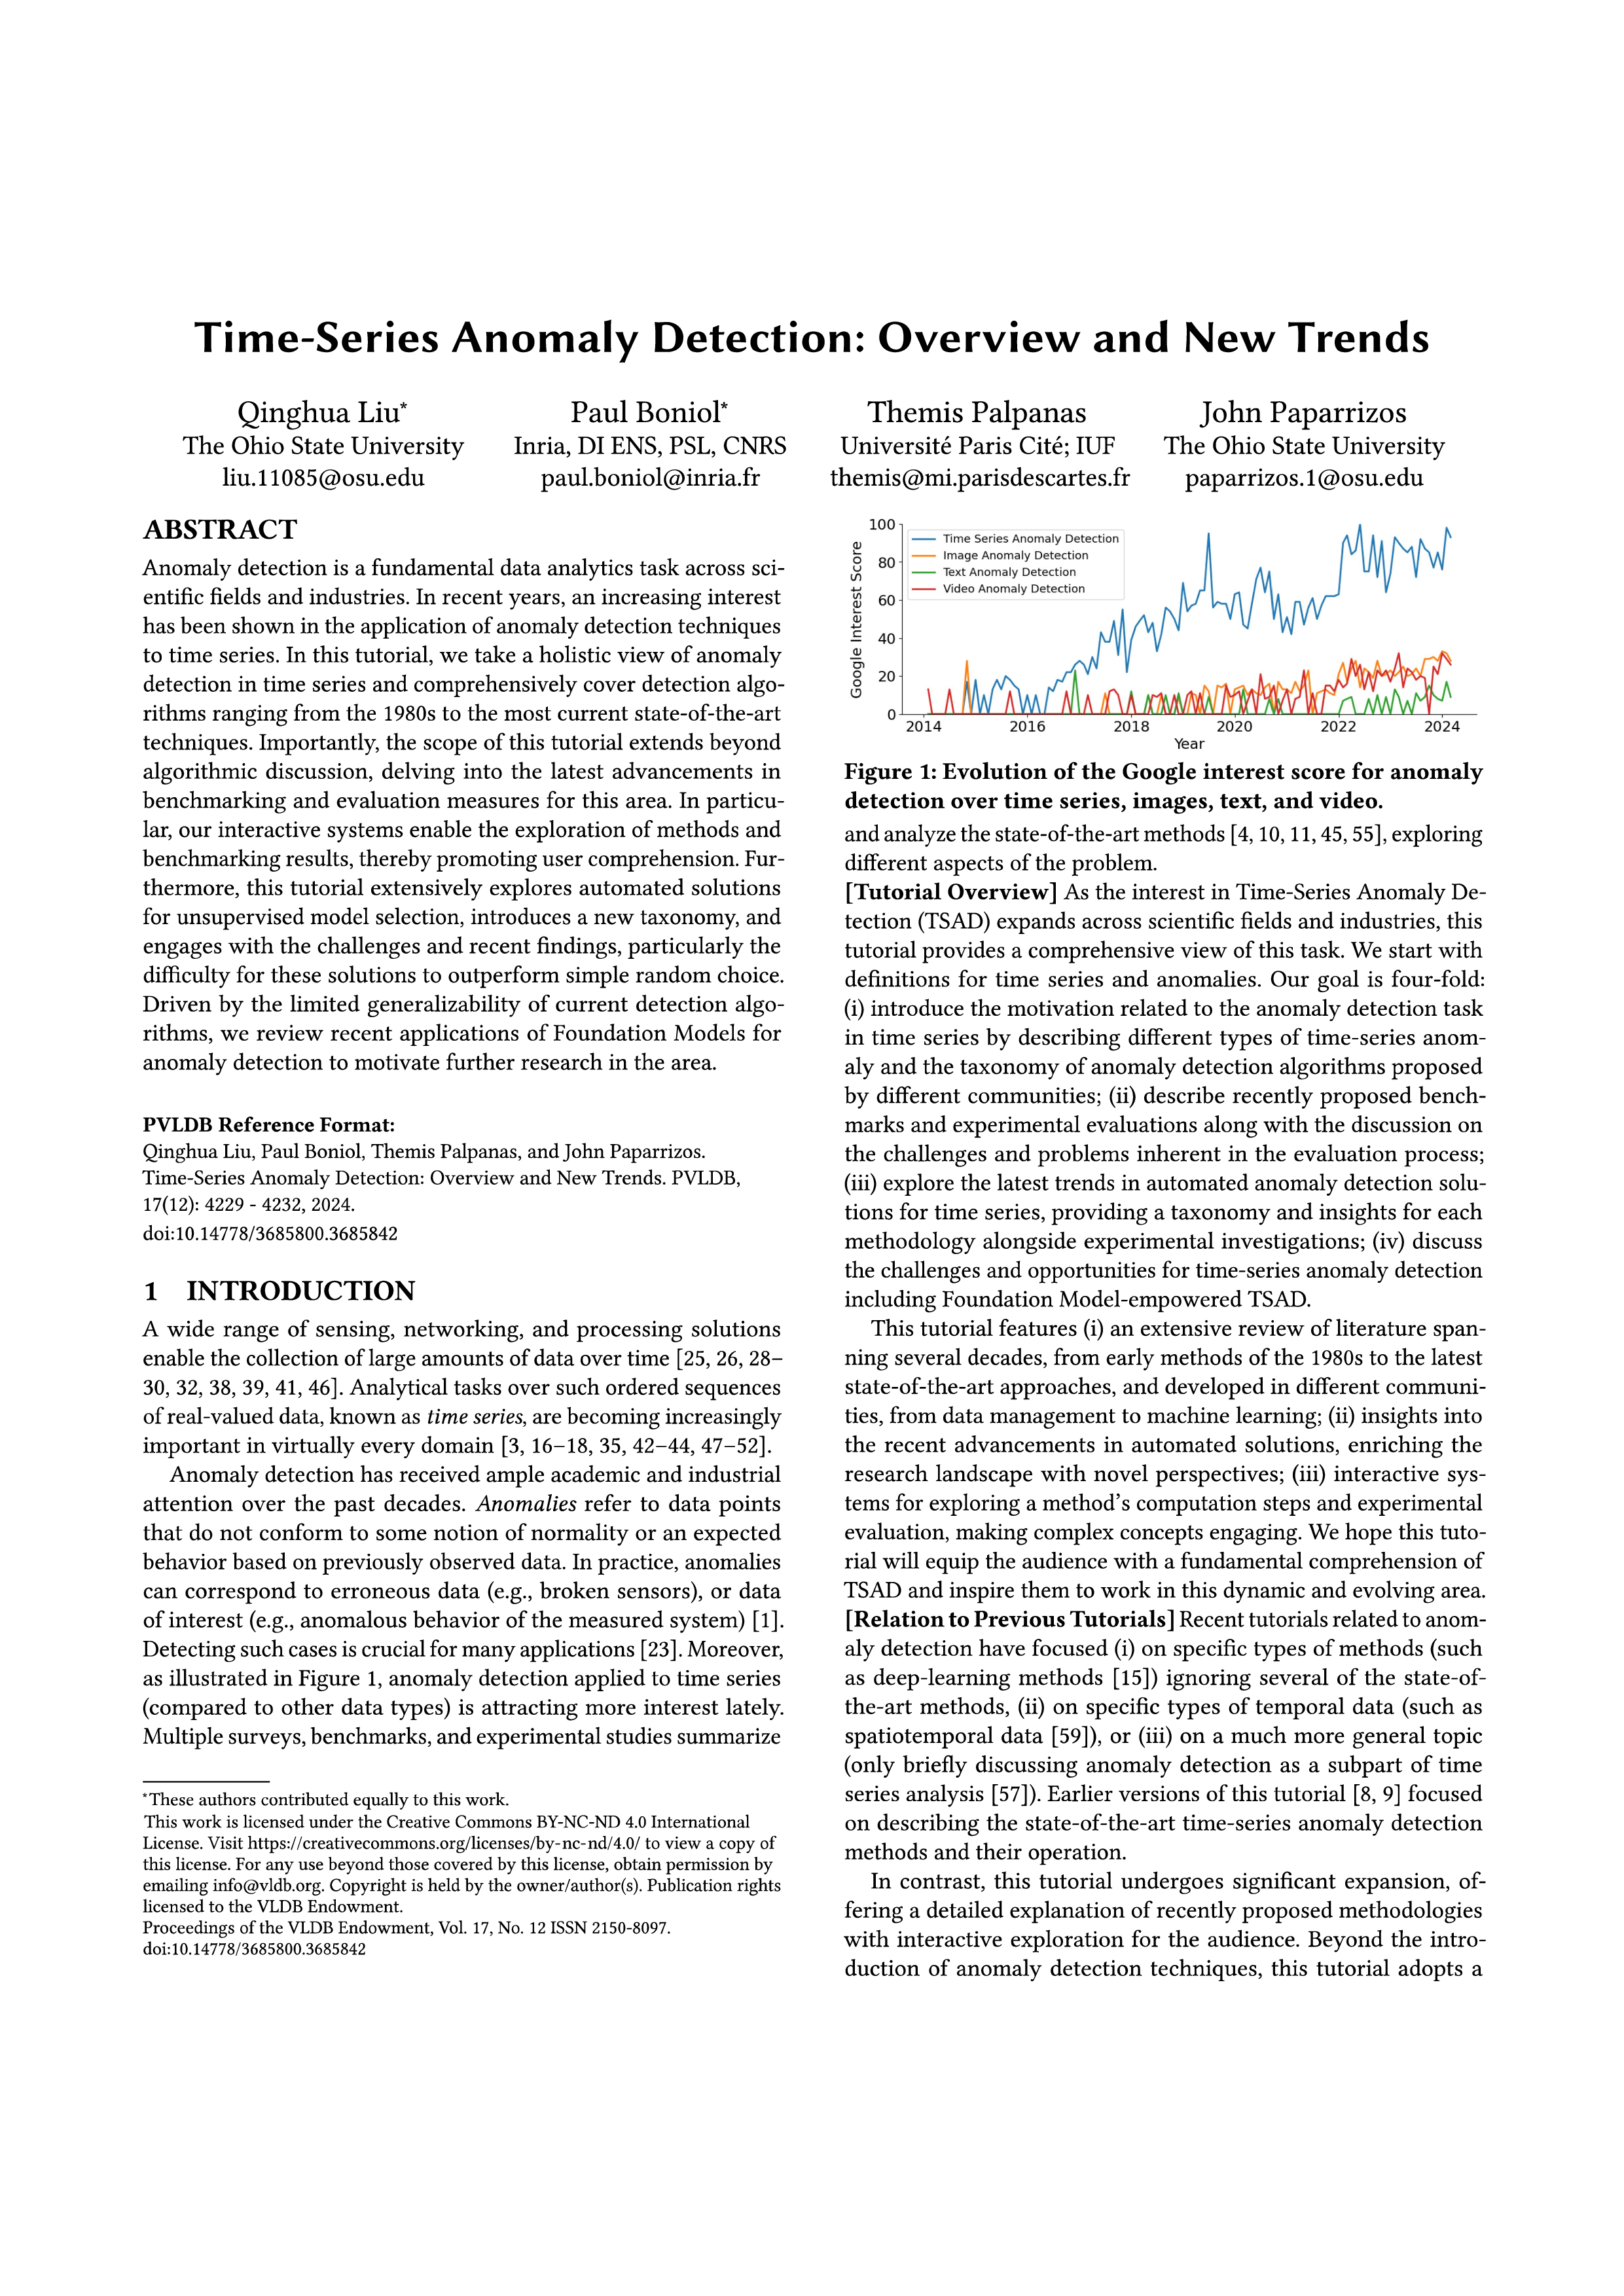 Time-Series Anomaly Detection: Overview and New Trends
Qinghua Liu*
The Ohio State University
liu.11085@osu.edu
Paul Boniol*
Inria, DI ENS, PSL, CNRS
paul.boniol@inria.fr
Themis Palpanas
Université Paris Cité; IUF
themis@mi.parisdescartes.fr
John Paparrizos
The Ohio State University
paparrizos.1@osu.edu
ABSTRACT
Anomaly detection is a fundamental data analytics task across sci-
entific fields and industries. In recent years, an increasing interest
has been shown in the application of anomaly detection techniques
to time series. In this tutorial, we take a holistic view of anomaly
detection in time series and comprehensively cover detection algo-
rithms ranging from the 1980s to the most current state-of-the-art
techniques. Importantly, the scope of this tutorial extends beyond
algorithmic discussion, delving into the latest advancements in
benchmarking and evaluation measures for this area. In particu-
lar, our interactive systems enable the exploration of methods and
benchmarking results, thereby promoting user comprehension. Fur-
thermore, this tutorial extensively explores automated solutions
for unsupervised model selection, introduces a new taxonomy, and
engages with the challenges and recent findings, particularly the
difficulty for these solutions to outperform simple random choice.
Driven by the limited generalizability of current detection algo-
rithms, we review recent applications of Foundation Models for
anomaly detection to motivate further research in the area.
PVLDB Reference Format:
Qinghua Liu, Paul Boniol, Themis Palpanas, and John Paparrizos.
Time-Series Anomaly Detection: Overview and New Trends. PVLDB,
17(12): 4229 - 4232, 2024.
doi:10.14778/3685800.3685842
1 INTRODUCTION
A wide range of sensing, networking, and processing solutions
enable the collection of large amounts of data over time [25, 26, 28–
30, 32, 38, 39, 41, 46]. Analytical tasks over such ordered sequences
of real-valued data, known as time series, are becoming increasingly
important in virtually every domain [3, 16–18, 35, 42–44, 47–52].
Anomaly detection has received ample academic and industrial
attention over the past decades. Anomalies refer to data points
that do not conform to some notion of normality or an expected
behavior based on previously observed data. In practice, anomalies
can correspond to erroneous data (e.g., broken sensors), or data
of interest (e.g., anomalous behavior of the measured system) [1].
Detecting such cases is crucial for many applications [23]. Moreover,
as illustrated in Figure 1, anomaly detection applied to time series
(compared to other data types) is attracting more interest lately.
Multiple surveys, benchmarks, and experimental studies summarize
*These authors contributed equally to this work.
This work is licensed under the Creative Commons BY-NC-ND 4.0 International
License. Visit https://creativecommons.org/licenses/by-nc-nd/4.0/ to view a copy of
this license. For any use beyond those covered by this license, obtain permission by
emailing info@vldb.org. Copyright is held by the owner/author(s). Publication rights
licensed to the VLDB Endowment.
Proceedings of the VLDB Endowment, Vol. 17, No. 12 ISSN 2150-8097.
doi:10.14778/3685800.3685842
Google Interest Score
100
80
60
40
20
0
Time Series Anomaly Detection
Image Anomaly Detection
Text Anomaly Detection
Video Anomaly Detection
2014 2016 2018 2020 2022 2024
Year
Figure 1: Evolution of the Google interest score for anomaly
detection over time series, images, text, and video.
and analyze the state-of-the-art methods [4, 10, 11, 45, 55], exploring
different aspects of the problem.
[Tutorial Overview] As the interest in Time-Series Anomaly De-
tection (TSAD) expands across scientific fields and industries, this
tutorial provides a comprehensive view of this task. We start with
definitions for time series and anomalies. Our goal is four-fold:
(i) introduce the motivation related to the anomaly detection task
in time series by describing different types of time-series anom-
aly and the taxonomy of anomaly detection algorithms proposed
by different communities; (ii) describe recently proposed bench-
marks and experimental evaluations along with the discussion on
the challenges and problems inherent in the evaluation process;
(iii) explore the latest trends in automated anomaly detection solu-
tions for time series, providing a taxonomy and insights for each
methodology alongside experimental investigations; (iv) discuss
the challenges and opportunities for time-series anomaly detection
including Foundation Model-empowered TSAD.
This tutorial features (i) an extensive review of literature span-
ning several decades, from early methods of the 1980s to the latest
state-of-the-art approaches, and developed in different communi-
ties, from data management to machine learning; (ii) insights into
the recent advancements in automated solutions, enriching the
research landscape with novel perspectives; (iii) interactive sys-
tems for exploring a method's computation steps and experimental
evaluation, making complex concepts engaging. We hope this tuto-
rial will equip the audience with a fundamental comprehension of
TSAD and inspire them to work in this dynamic and evolving area.
[Relation to Previous Tutorials] Recent tutorials related to anom-
aly detection have focused (i) on specific types of methods (such
as deep-learning methods [15]) ignoring several of the state-of-
the-art methods, (ii) on specific types of temporal data (such as
spatiotemporal data [59]), or (iii) on a much more general topic
(only briefly discussing anomaly detection as a subpart of time
series analysis [57]). Earlier versions of this tutorial [8, 9] focused
on describing the state-of-the-art time-series anomaly detection
methods and their operation.
In contrast, this tutorial undergoes significant expansion, of-
fering a detailed explanation of recently proposed methodologies
with interactive exploration for the audience. Beyond the intro-
duction of anomaly detection techniques, this tutorial adopts a